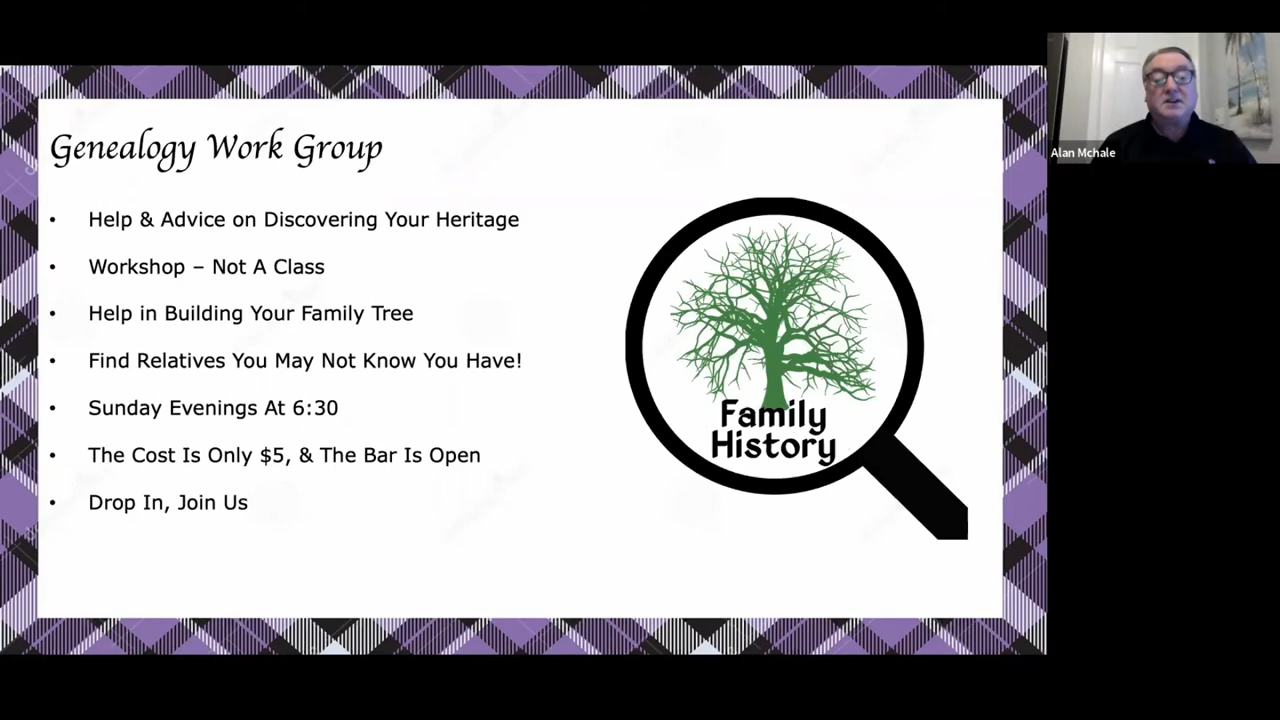 Genealogy Work Group
• Help & Advice on Discovering Your Heritage
• Workshop – Not A Class
• Help in Building Your Family Tree
• Find Relatives You May Not Know You Have!
• Sunday Evenings At 6:30
• The Cost Is Only $5, & The Bar Is Open
• Drop In, Join Us
Family
History
Alan Mchale